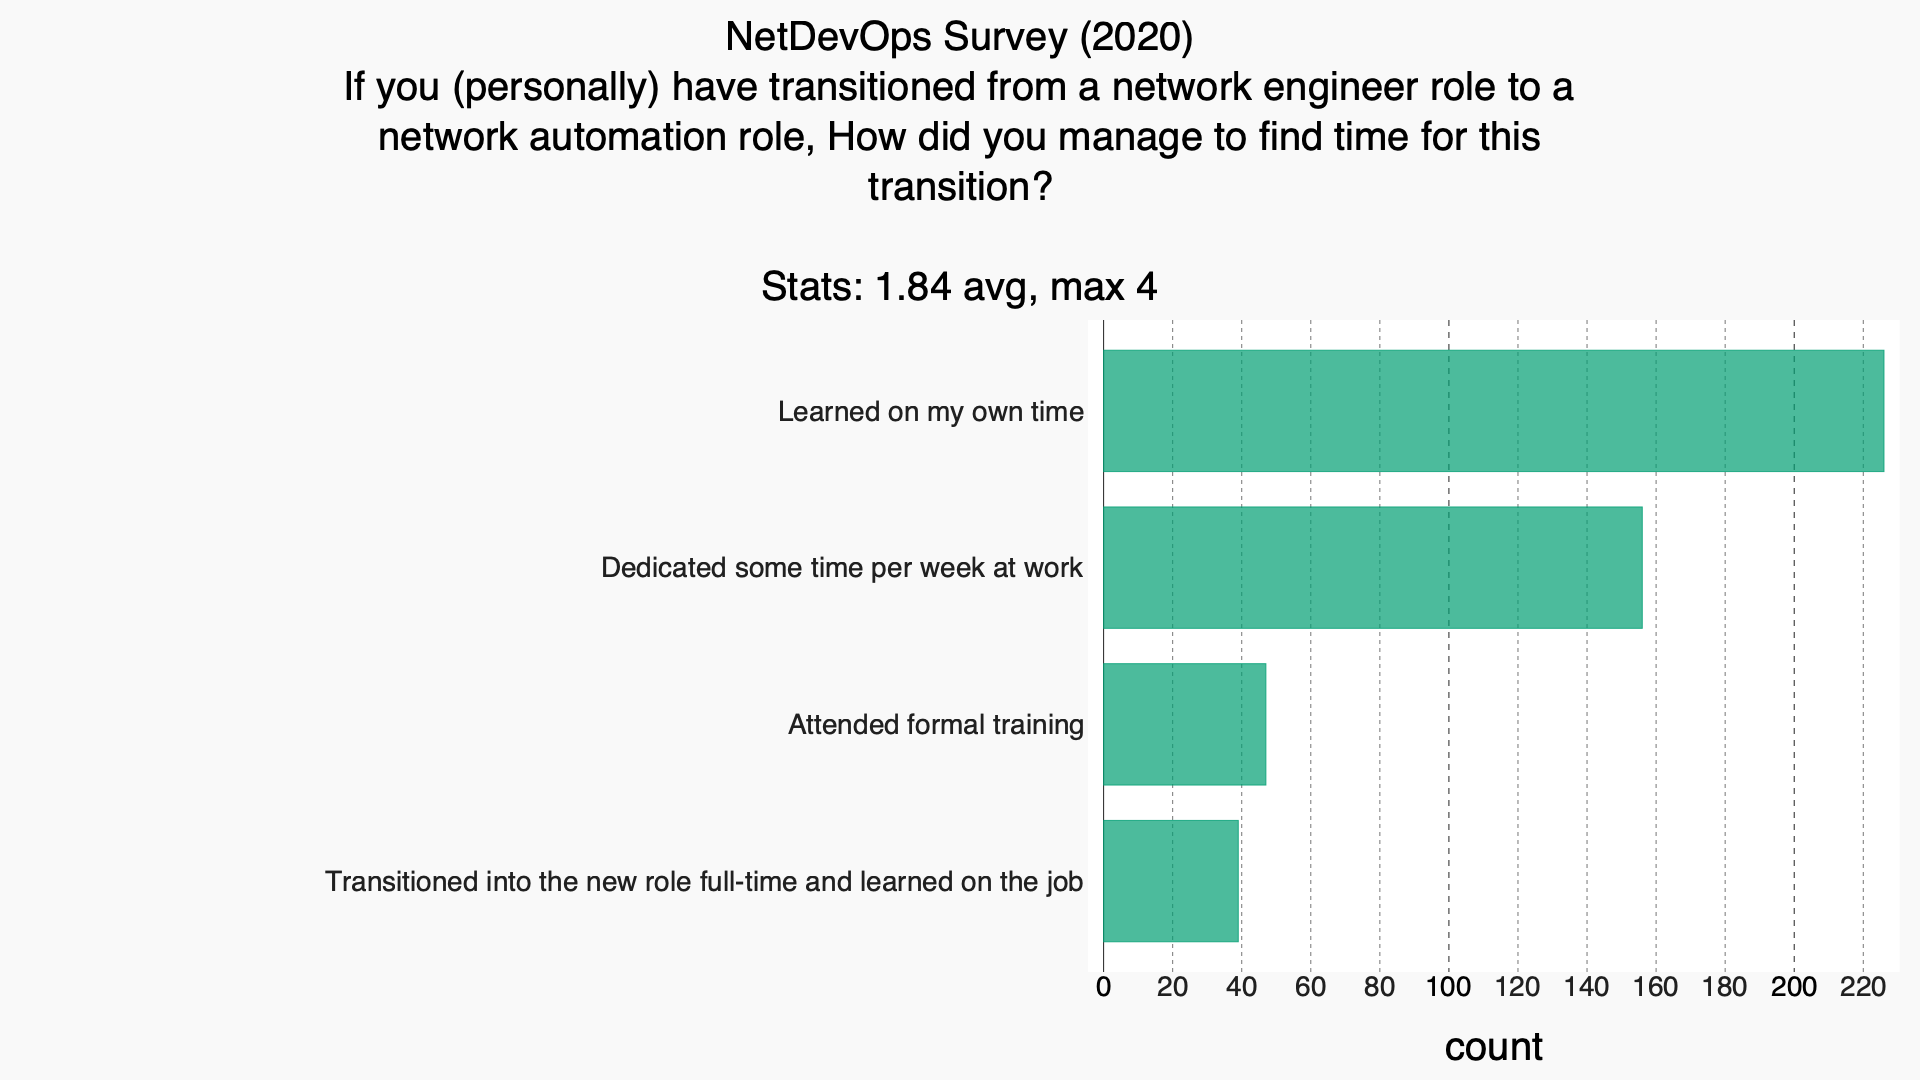 NetDevOps Survey (2020)
If you (personally) have transitioned from a network engineer role to a
network automation role, How did you manage to find time for this
transition?
Stats: 1.84 avg, max 4
Learned on my own time
Dedicated some time per week at work
Attended formal training
Transitioned into the new role full-time and learned on the job
0 20 40 60 80 100 120 140 160 180 200 220
count